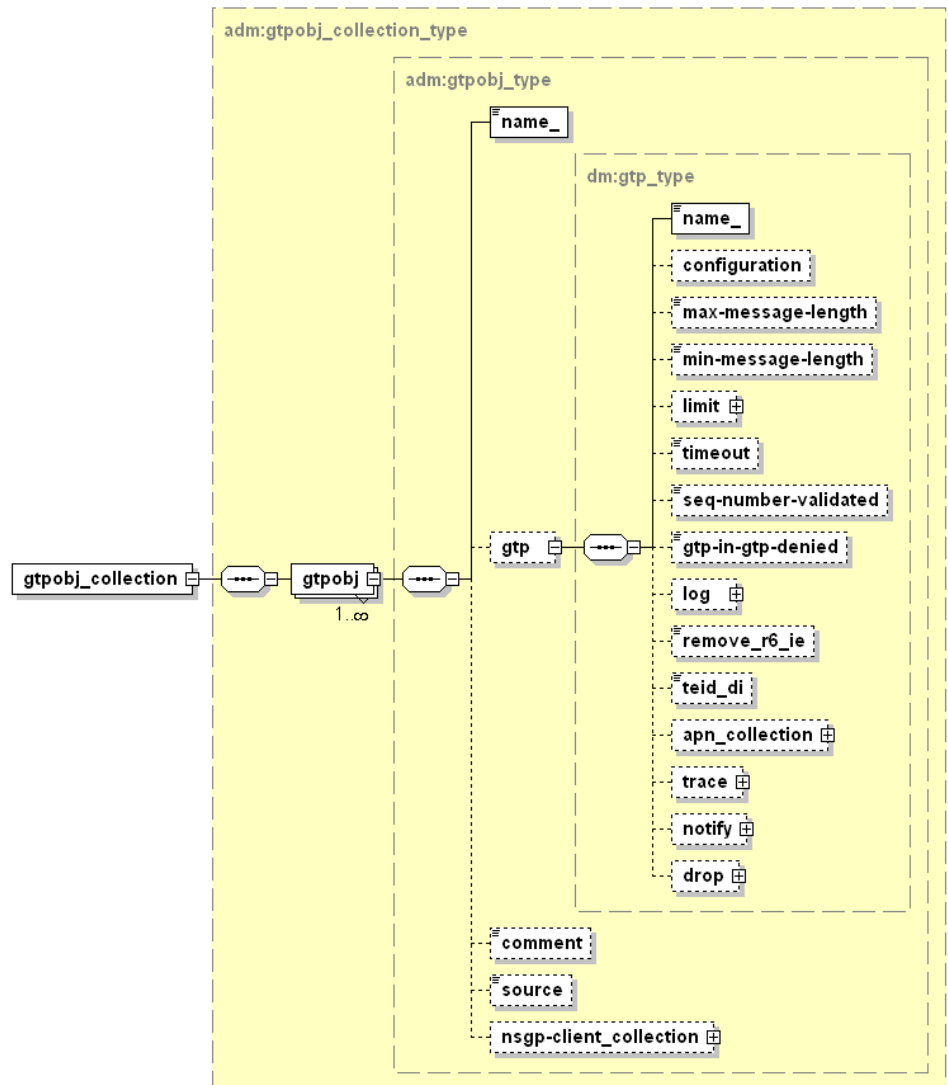 adm:gtpobj_collection_type
adm:gtpobj_type
name_
dm:gtp_type
name_
configuration
max-message-length
min-message-length
limit
timeout
seq-number-validated
gtp
gtp-in-gtp-denied
gtpobj_collection
gtpobj
1..∞
log
remove_r6_ie
teid_di
apn_collection
trace
notify
drop
comment
source
nsgp-client_collection